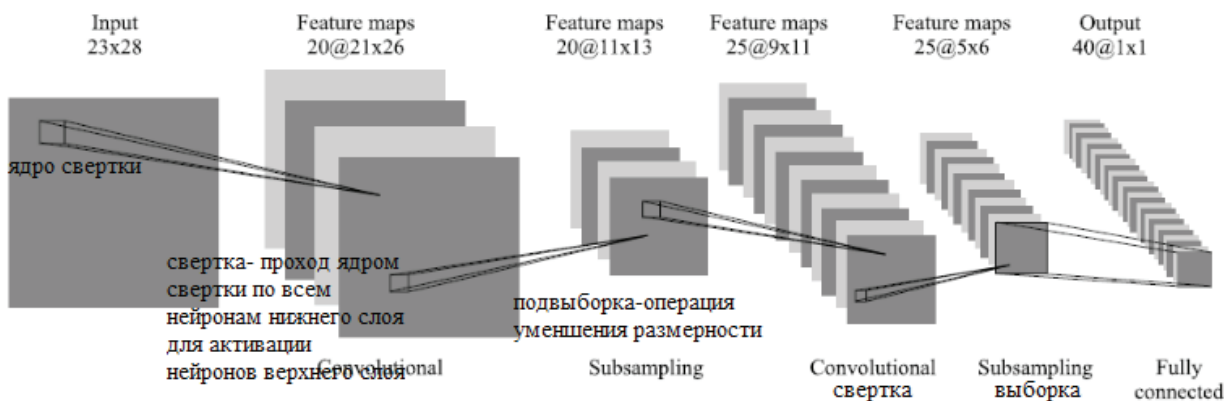 Input
23x28
Feature maps
20@21x26
Feature maps
20@11x13
Feature maps
25@9x11
Feature maps
25@5x6
Output
40@1x1
ядро свертки
свертка- проход ядром
свертки по всем
нейронам нижнего слоя
для активации
нейронов верхнего слоя
подвыборка-операция
уменшения размерности
Convolutional
Subsampling
Convolutional
свертка
Subsampling
выборка
Fully
connected